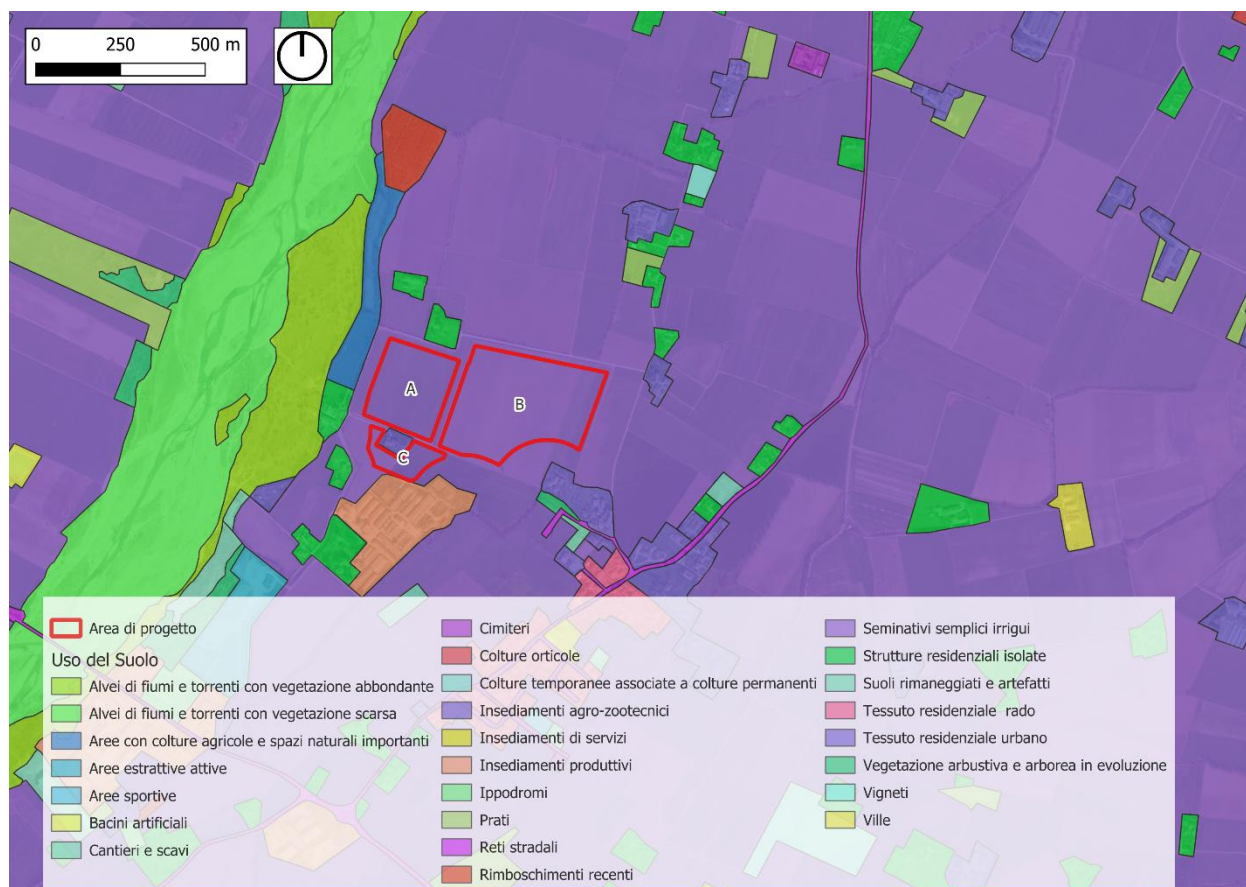 0 250 500 m
A
B
C
Area di progetto
Uso del Suolo
Alvei di fiumi e torrenti con vegetazione abbondante
Alvei di fiumi e torrenti con vegetazione scarsa
Aree con colture agricole e spazi naturali importanti
Aree estrattive attive
Aree sportive
Bacini artificiali
Cantieri e scavi
Cimiteri
Colture orticole
Colture temporanee associate a colture permanenti
Insediamenti agro-zootecnici
Insediamenti di servizi
Insediamenti produttivi
Ippodromi
Prati
Reti stradali
Rimboschimenti recenti
Seminativi semplici irrigui
Strutture residenziali isolate
Suoli rimaneggiati e artefatti
Tessuto residenziale rado
Tessuto residenziale urbano
Vegetazione arbustiva e arborea in evoluzione
Vigneti
Ville